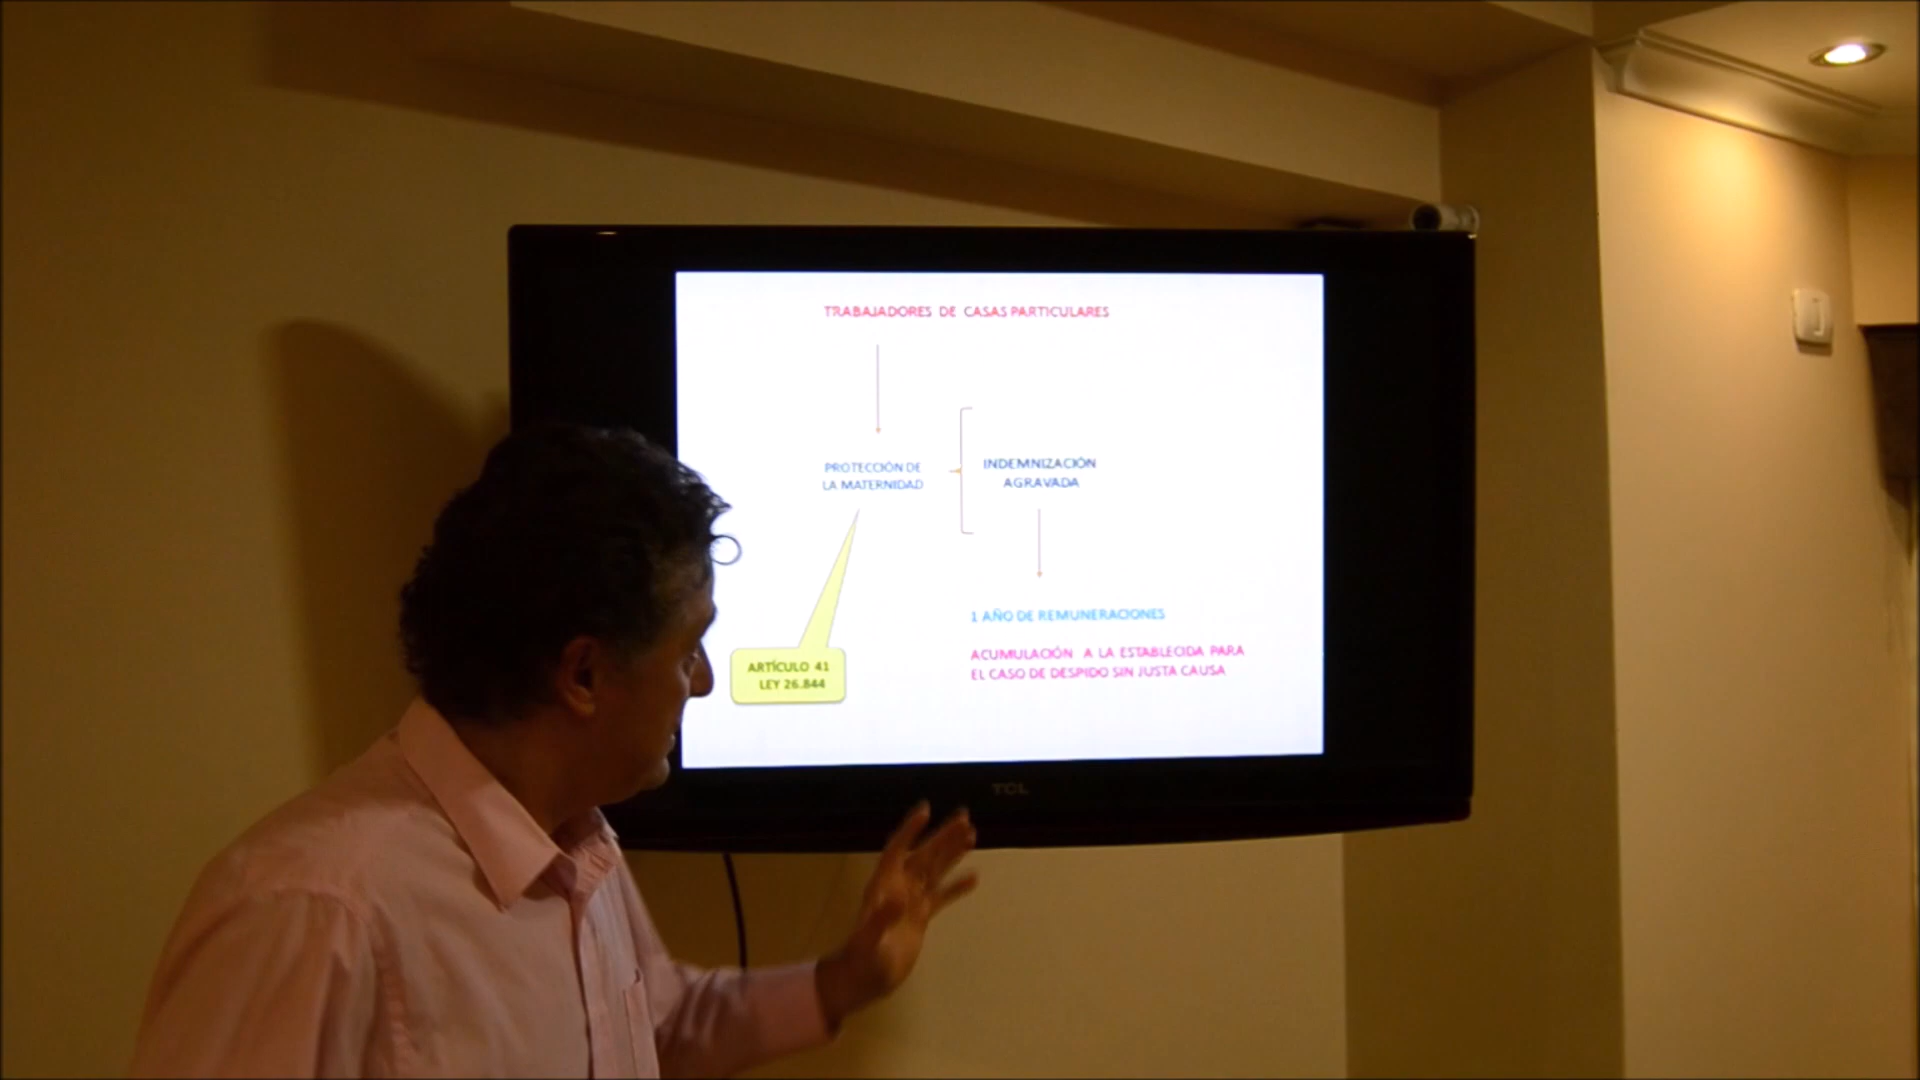 TRABAJADORES DE CASAS PARTICULARES
PROTECCIÓN DE
LA MATERNIDAD
INDEMNIZACIÓN
AGRAVADA
1 AÑO DE REMUNERACIONES
ACUMULACIÓN A LA ESTABLECIDA PARA
EL CASO DE DESPIDO SIN JUSTA CAUSA
ARTÍCULO 41
LEY 26.844
TCL